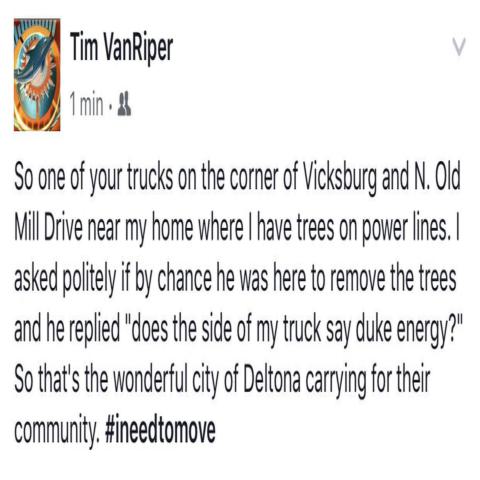 Tim VanRiper
1 min ·
So one of your trucks on the corner of Vicksburg and N. Old
Mill Drive near my home where I have trees on power lines. I
asked politely if by chance he was here to remove the trees
and he replied "does the side of my truck say duke energy?"
So that's the wonderful city of Deltona carrying for their
community. #ineedtomove